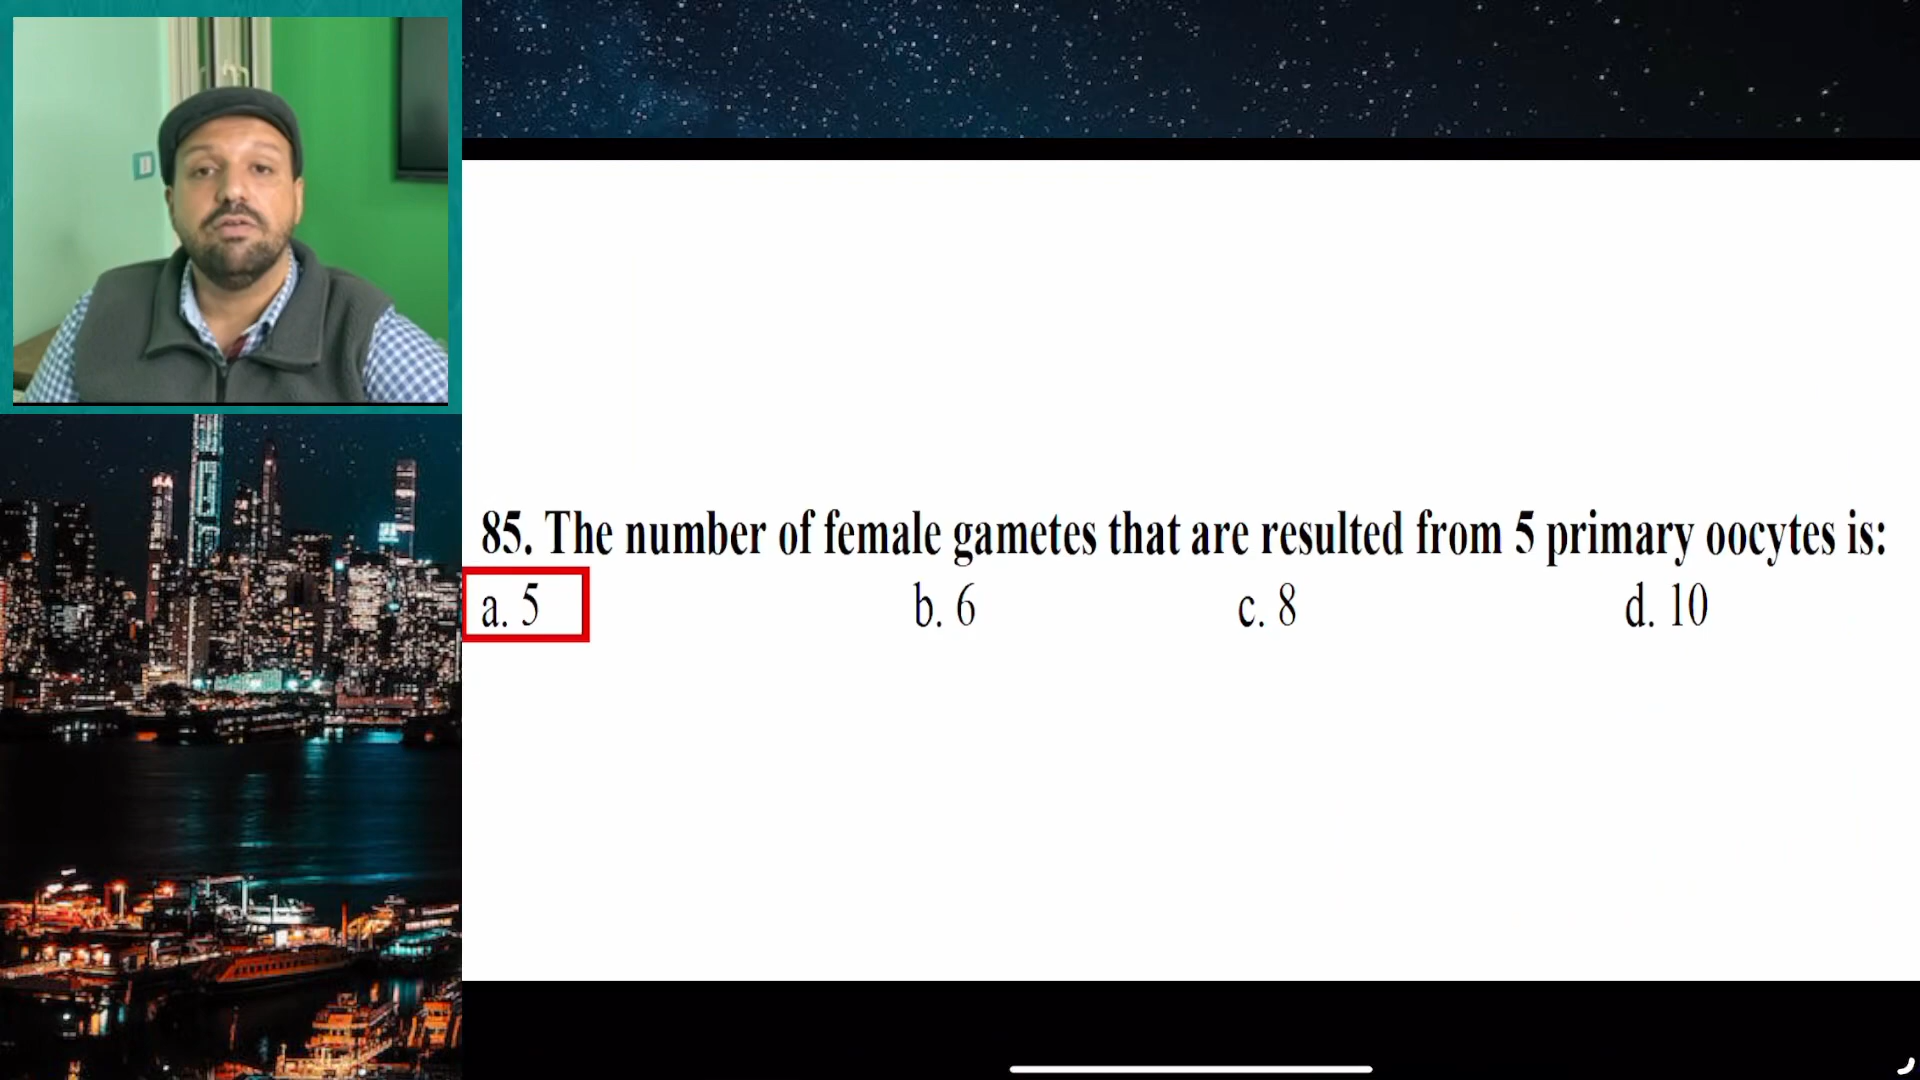 85. The number of female gametes that are resulted from 5 primary oocytes is:
a. 5 b. 6 c. 8 d. 10